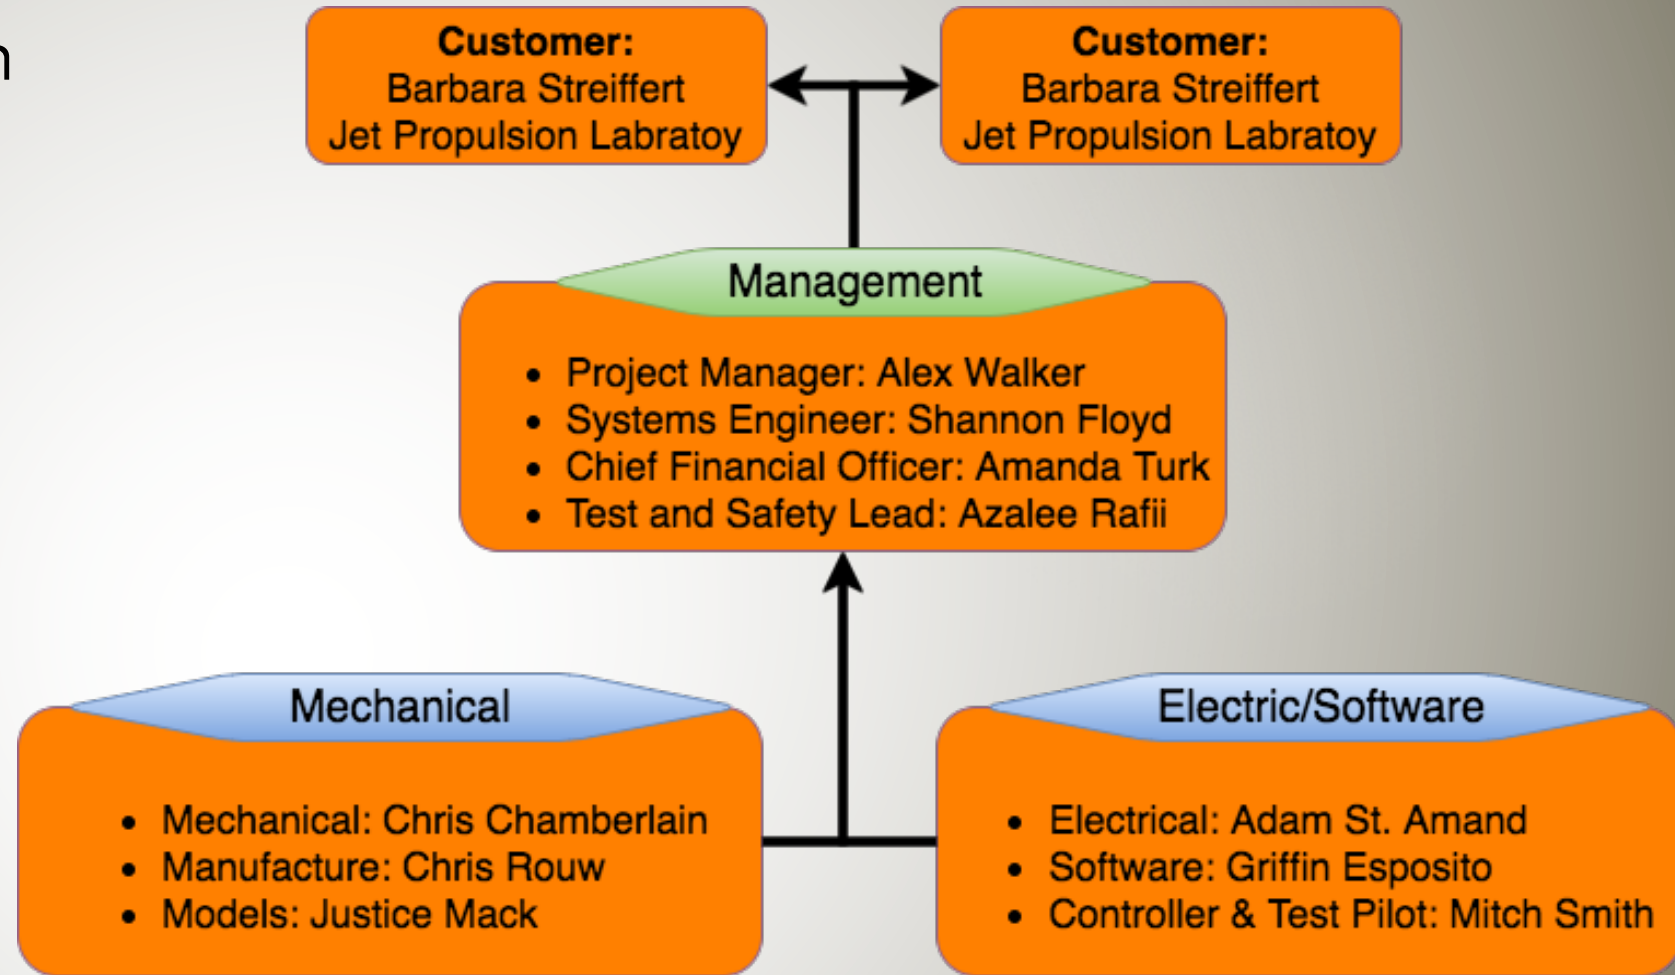 n
Customer:
Barbara Streiffert
Jet Propulsion Labratoy
Customer:
Barbara Streiffert
Jet Propulsion Labratoy
Management
• Project Manager: Alex Walker
• Systems Engineer: Shannon Floyd
• Chief Financial Officer: Amanda Turk
• Test and Safety Lead: Azalee Rafii
Mechanical
• Mechanical: Chris Chamberlain
• Manufacture: Chris Rouw
• Models: Justice Mack
Electric/Software
• Electrical: Adam St. Amand
• Software: Griffin Esposito
• Controller & Test Pilot: Mitch Smith